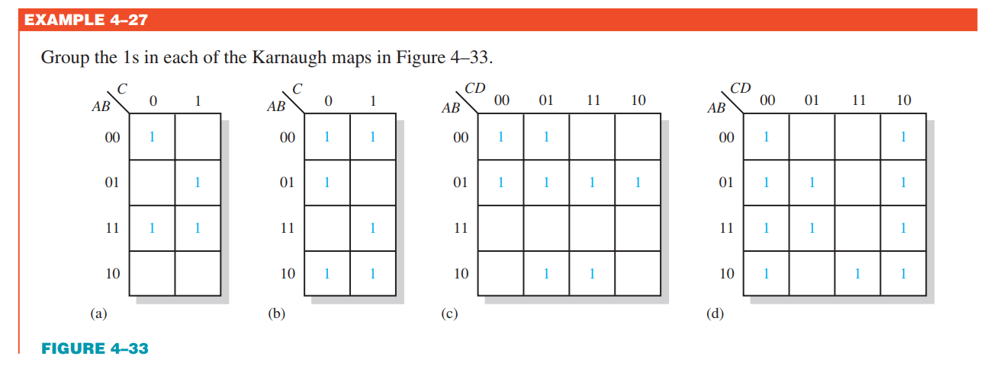 EXAMPLE 4–27
Group the 1s in each of the Karnaugh maps in Figure 4–33.
C
AB 0 1
00 1
01 1
11 1 1
10
(a)
C
AB 0 1
00 1 1
01 1
11 1
10 1 1
(b)
CD
AB 00 01 11 10
00 1 1
01 1 1 1 1
11
10 1 1
(c)
CD
AB 00 01 11 10
00 1 1
01 1 1 1
11 1 1 1
10 1 1 1
(d)
FIGURE 4–33